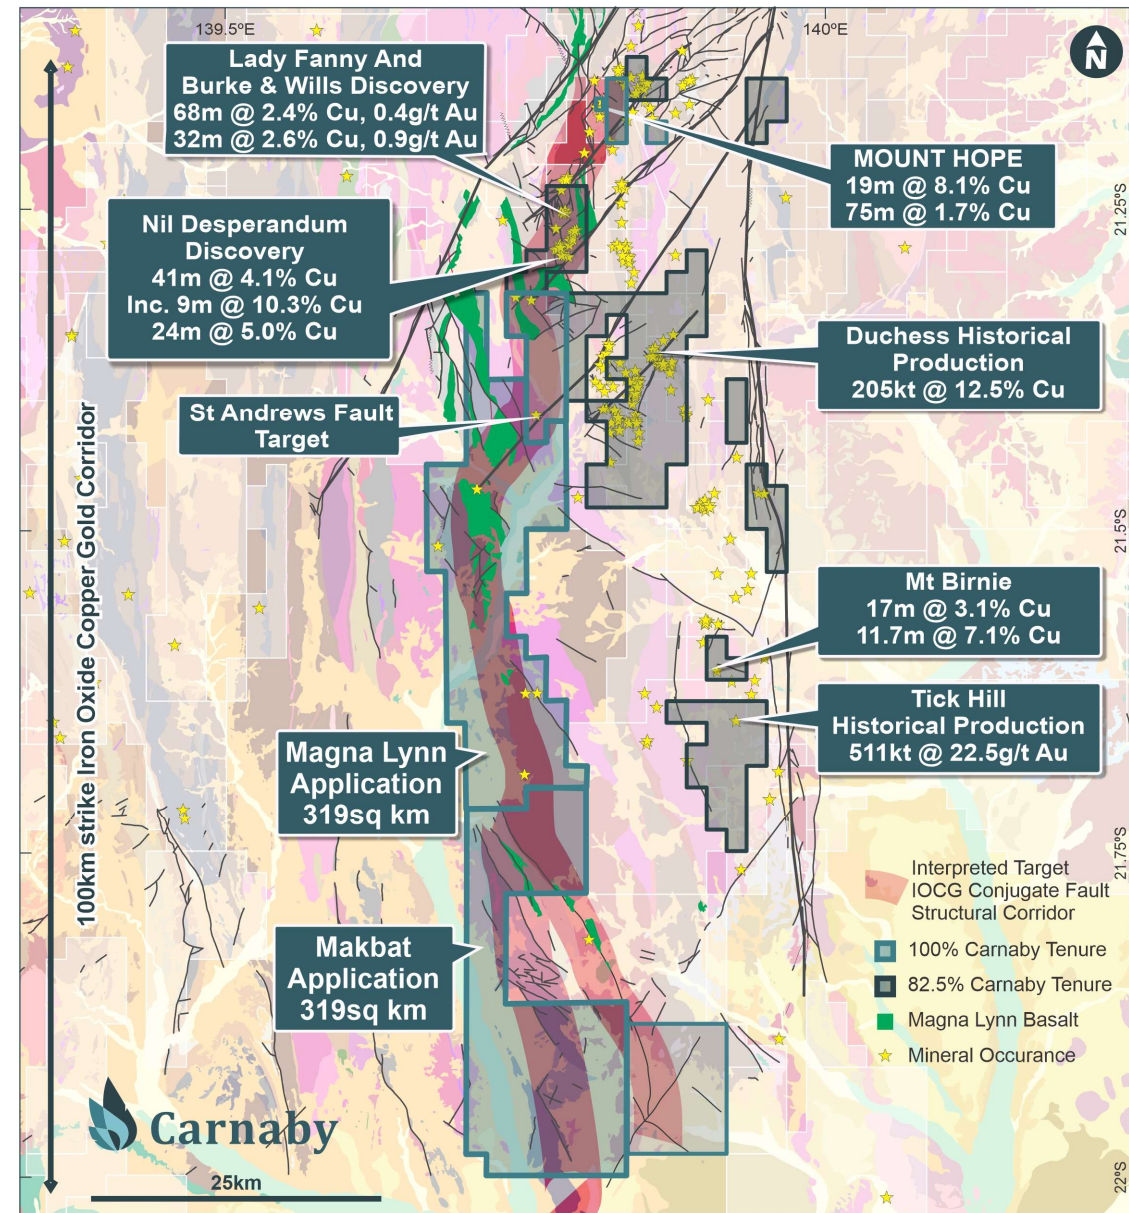 139.5ºE
140ºE
N
Lady Fanny And
Burke & Wills Discovery
68m @ 2.4% Cu, 0.4g/t Au
32m @ 2.6% Cu, 0.9g/t Au
MOUNT HOPE
19m @ 8.1% Cu
75m @ 1.7% Cu
21.25ºS
Nil Desperandum
Discovery
41m @ 4.1% Cu
Inc. 9m @ 10.3% Cu
24m @ 5.0% Cu
Duchess Historical
Production
205kt @ 12.5% Cu
St Andrews Fault
Target
100km strike Iron Oxide Copper Gold Corridor
21.5ºS
Mt Birnie
17m @ 3.1% Cu
11.7m @ 7.1% Cu
Tick Hill
Historical Production
511kt @ 22.5g/t Au
Magna Lynn
Application
319sq km
21.75ºS
Makbat
Application
319sq km
Interpreted Target
IOCG Conjugate Fault
Structural Corridor
100% Carnaby Tenure
82.5% Carnaby Tenure
Magna Lynn Basalt
Mineral Occurance
Carnaby
25km
22ºS